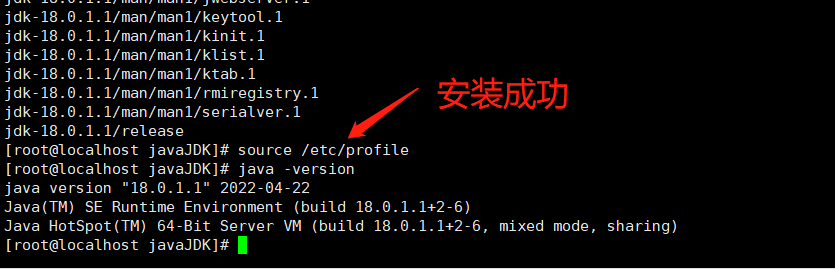 jdk-18.0.1.1/man/man1/jwebserver.1
jdk-18.0.1.1/man/man1/keytool.1
jdk-18.0.1.1/man/man1/kinit.1
jdk-18.0.1.1/man/man1/klist.1
jdk-18.0.1.1/man/man1/ktab.1
jdk-18.0.1.1/man/man1/rmiregistry.1
jdk-18.0.1.1/man/man1/serialver.1
jdk-18.0.1.1/release
安装成功
[root@localhost javaJDK]# source /etc/profile
[root@localhost javaJDK]# java -version
java version "18.0.1.1" 2022-04-22
Java(TM) SE Runtime Environment (build 18.0.1.1+2-6)
Java HotSpot(TM) 64-Bit Server VM (build 18.0.1.1+2-6, mixed mode, sharing)
[root@localhost javaJDK]#